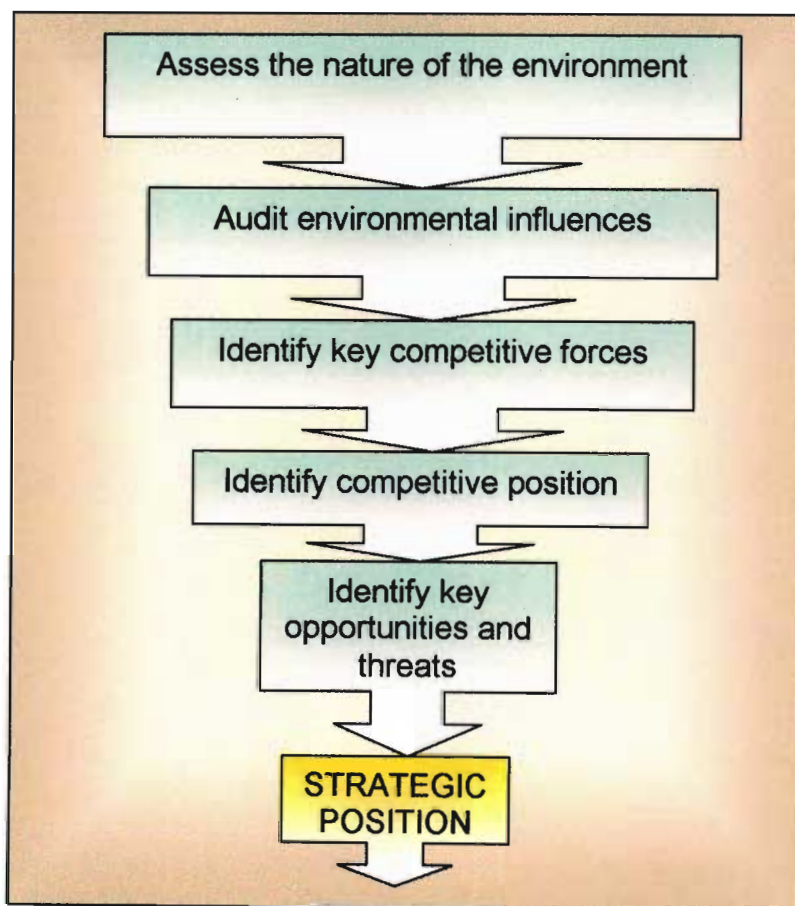 Assess the nature of the environment
Audit environmental influences
Identify key competitive forces
Identify competitive position
Identify key
opportunities and
threats
STRATEGIC
POSITION